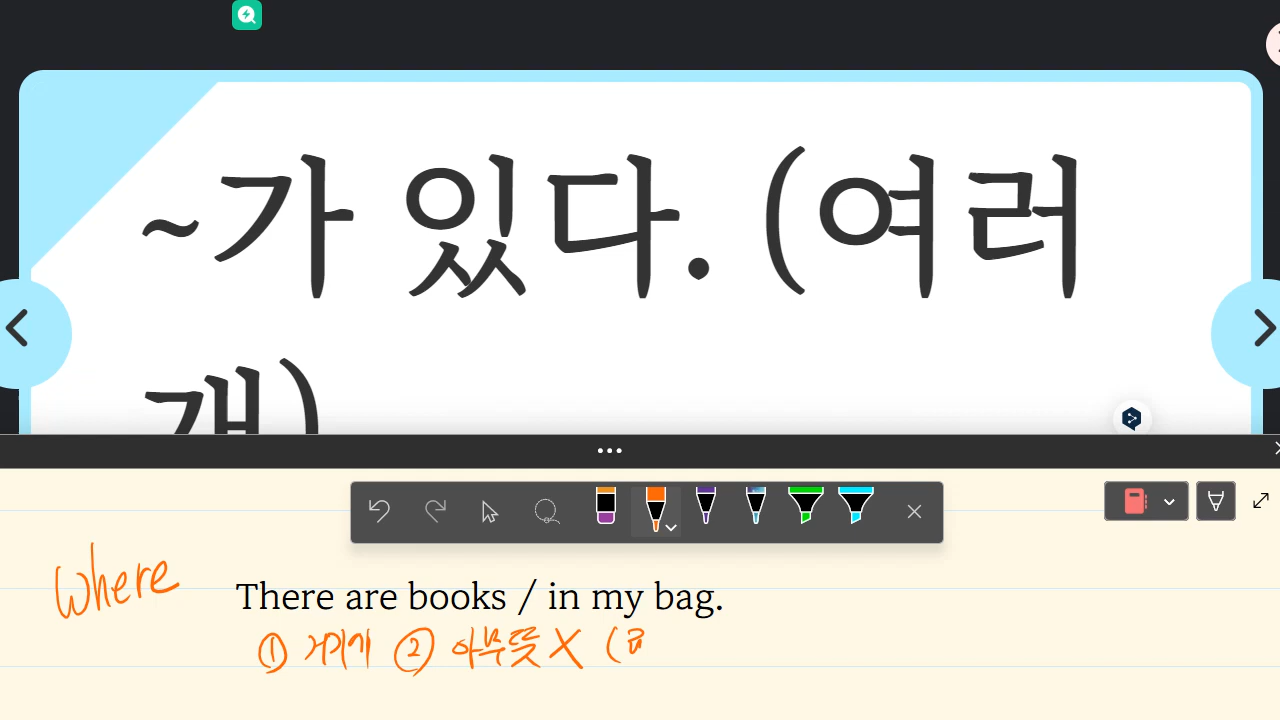 ~가 있다. (여러
개)
where
There are books / in my bag.
① 거기에 ② 아무뜻 X (